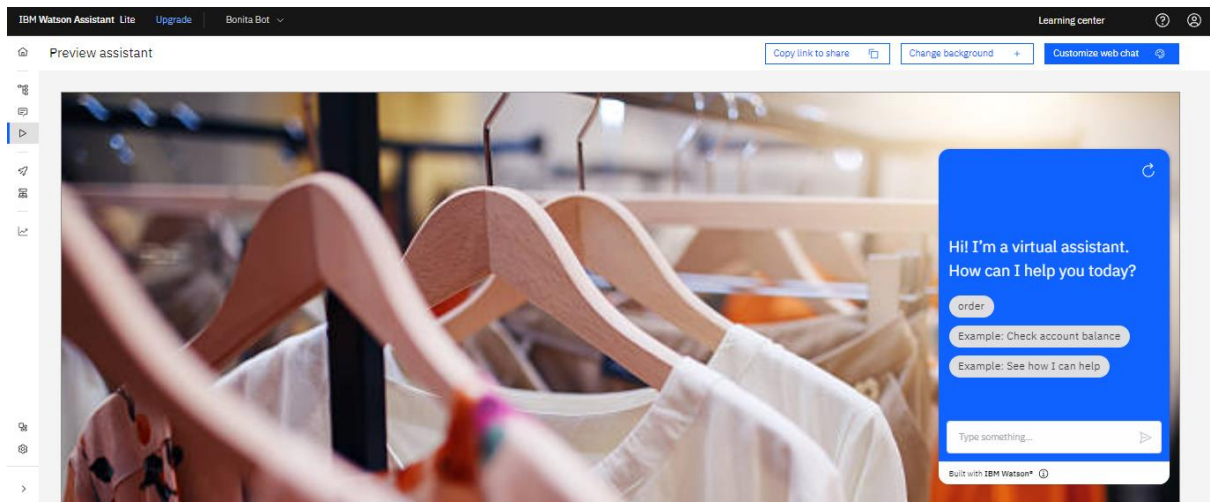 IBM Watson Assistant Lite Upgrade Bonita Bot Learning center
Preview assistant Copy link to share Change background + Customize web chat
Hi! I'm a virtual assistant.
How can I help you today?
order
Example: Check account balance
Example: See how I can help
Type something...
Built with IBM Watson®